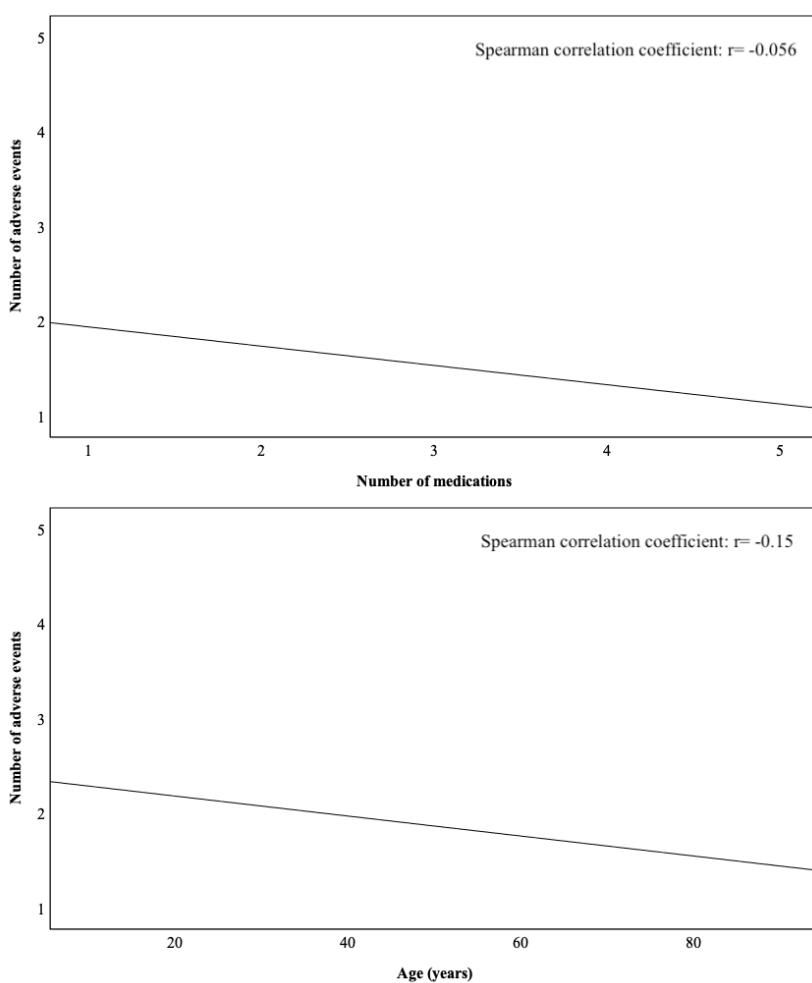 Spearman correlation coefficient: r= -0.056
Number of adverse events
5
4
3
2
1
1 2 3 4 5
Number of medications
Spearman correlation coefficient: r= -0.15
Number of adverse events
5
4
3
2
1
20 40 60 80
Age (years)